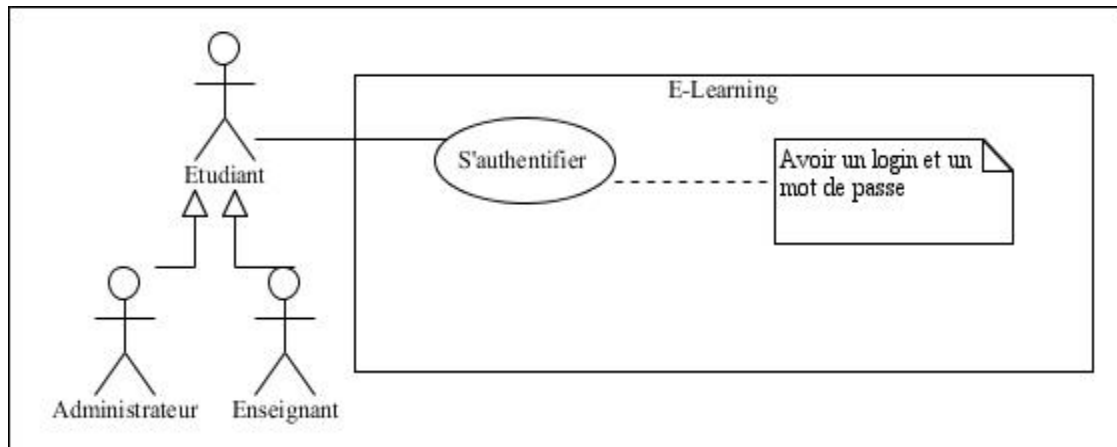 E-Learning
S'authentifier
Avoir un login et un
mot de passe
Etudiant
Administrateur
Enseignant